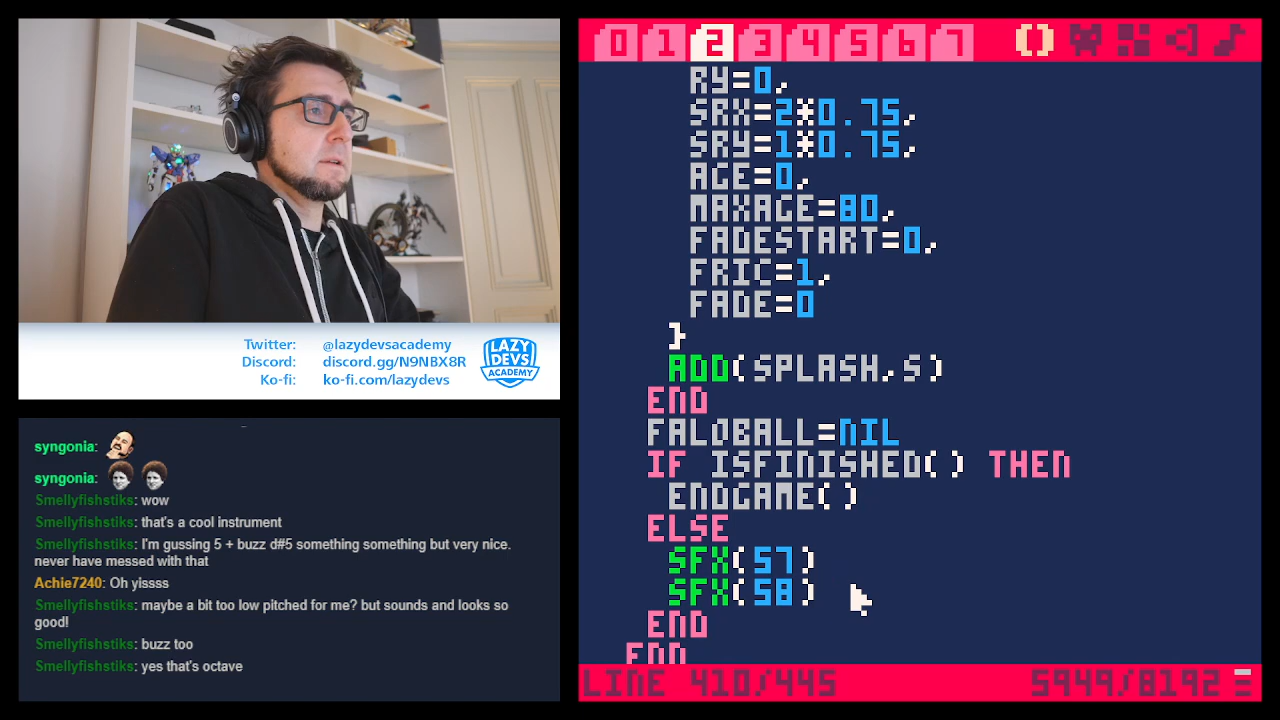 Twitter: @lazydevsacademy
Discord: discord.gg/N9NBX8R
Ko-fi: ko-fi.com/lazydevs
LAZY
DEVS
ACADEMY
syngonia:
syngonia:
Smellyfishstiks: wow
Smellyfishstiks: that's a cool instrument
Smellyfishstiks: I'm gussing 5 + buzz d#5 something something but very nice.
never have messed with that
Achie7240: Oh yissss
Smellyfishstiks: maybe a bit too low pitched for me? but sounds and looks so
good!
Smellyfishstiks: buzz too
Smellyfishstiks: yes that's octave
0 1 2 3 4 5 6 7 ()
RY=0,
SRX=2*0.75,
SRY=1*0.75,
AGE=0,
MAXAGE=80,
FADESTART=0,
FRIC=1,
FADE=0
}
ADD(SPLASH,S)
END
FALQBALL=NIL
IF ISFINISHED() THEN
ENDGAME()
ELSE
SFX(57)
SFX(58)
END
END
LINE 410/445 5949/8192